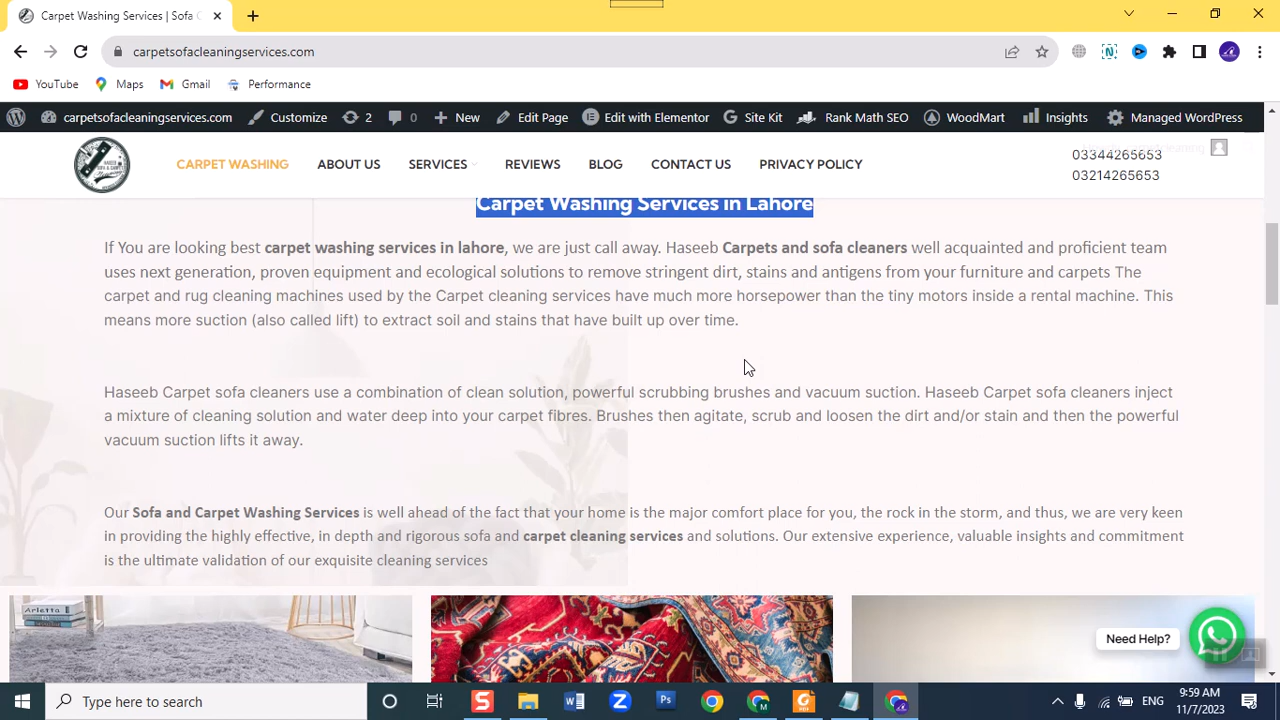 Carpet Washing Services | Sofa C
carpetsofacleaningservices.com
YouTube Maps Gmail Performance
carpetsofacleaningservices.com Customize 2 0 New Edit Page Edit with Elementor Site Kit Rank Math SEO WoodMart Insights Managed WordPress
CARPET WASHING ABOUT US SERVICES REVIEWS BLOG CONTACT US PRIVACY POLICY
03344265653
03214265653
Carpet Washing Services in Lahore
If You are looking best carpet washing services in lahore, we are just call away. Haseeb Carpets and sofa cleaners well acquainted and proficient team
uses next generation, proven equipment and ecological solutions to remove stringent dirt, stains and antigens from your furniture and carpets The
carpet and rug cleaning machines used by the Carpet cleaning services have much more horsepower than the tiny motors inside a rental machine. This
means more suction (also called lift) to extract soil and stains that have built up over time.
Haseeb Carpet sofa cleaners use a combination of clean solution, powerful scrubbing brushes and vacuum suction. Haseeb Carpet sofa cleaners inject
a mixture of cleaning solution and water deep into your carpet fibres. Brushes then agitate, scrub and loosen the dirt and/or stain and then the powerful
vacuum suction lifts it away.
Our Sofa and Carpet Washing Services is well ahead of the fact that your home is the major comfort place for you, the rock in the storm, and thus, we are very keen
in providing the highly effective, in depth and rigorous sofa and carpet cleaning services and solutions. Our extensive experience, valuable insights and commitment
is the ultimate validation of our exquisite cleaning services
Arletta
Need Help?
Type here to search
ENG
9:59 AM
11/7/2023